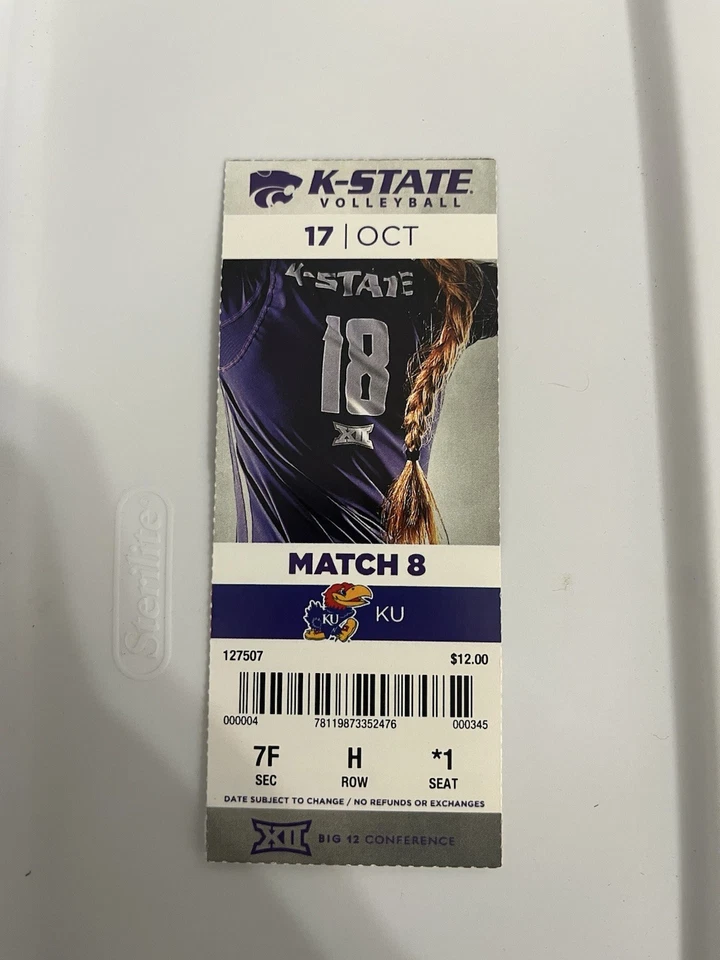 K-STATE
VOLLEYBALL
17 | OCT
K-STATE
18
XII
MATCH 8
KU KU
127507 $12.00
000004 78119873352476 000345
7F H *1
SEC ROW SEAT
DATE SUBJECT TO CHANGE / NO REFUNDS OR EXCHANGES
XII BIG 12 CONFERENCE
Sterilite